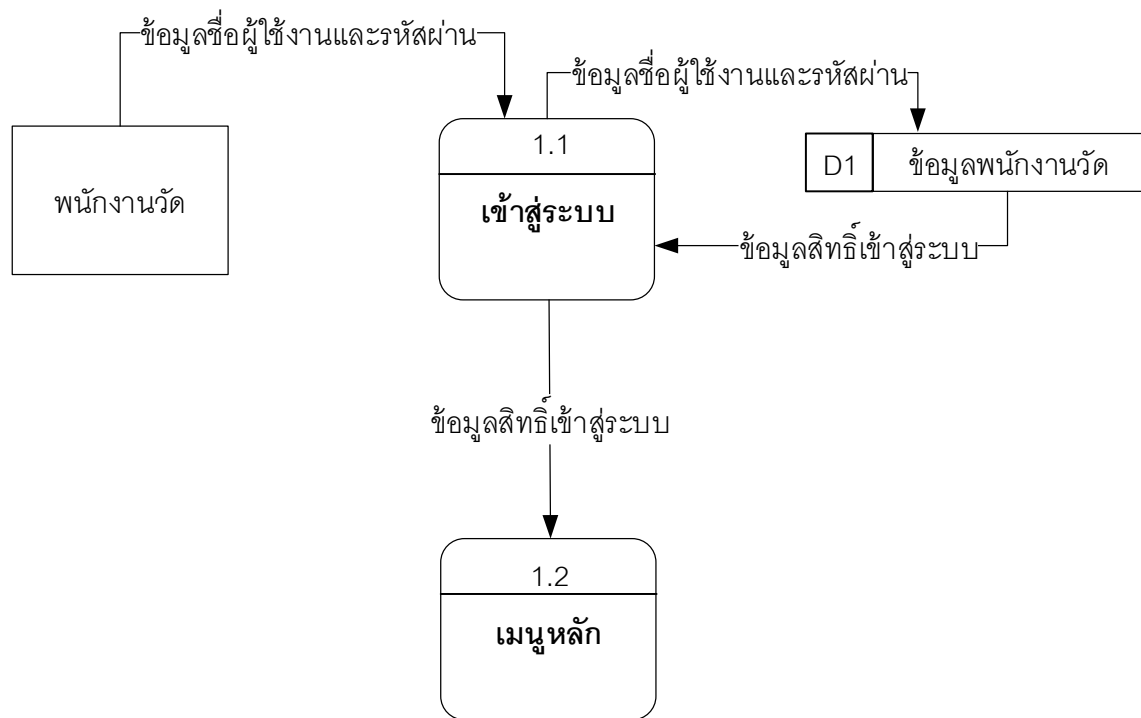 ข้อมูลชื่อผู้ใช้งานและรหัสผ่าน
ข้อมูลชื่อผู้ใช้งานและรหัสผ่าน
1.1
เข้าสู่ระบบ
D1 ข้อมูลพนักงานวัด
พนักงานวัด
ข้อมูลสิทธิ์เข้าสู่ระบบ
ข้อมูลสิทธิ์เข้าสู่ระบบ
1.2
เมนูหลัก